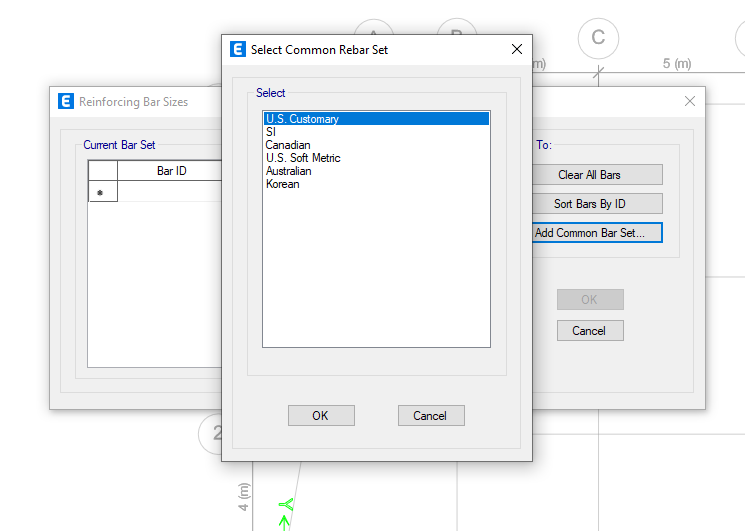 A
B
C
E Select Common Rebar Set
m)
5 (m)
E Reinforcing Bar Sizes
Select
Current Bar Set
To:
Bar ID
*
U.S. Customary
SI
Canadian
U.S. Soft Metric
Australian
Korean
Clear All Bars
Sort Bars By ID
Add Common Bar Set...
OK
Cancel
OK
Cancel
2
4 (m)